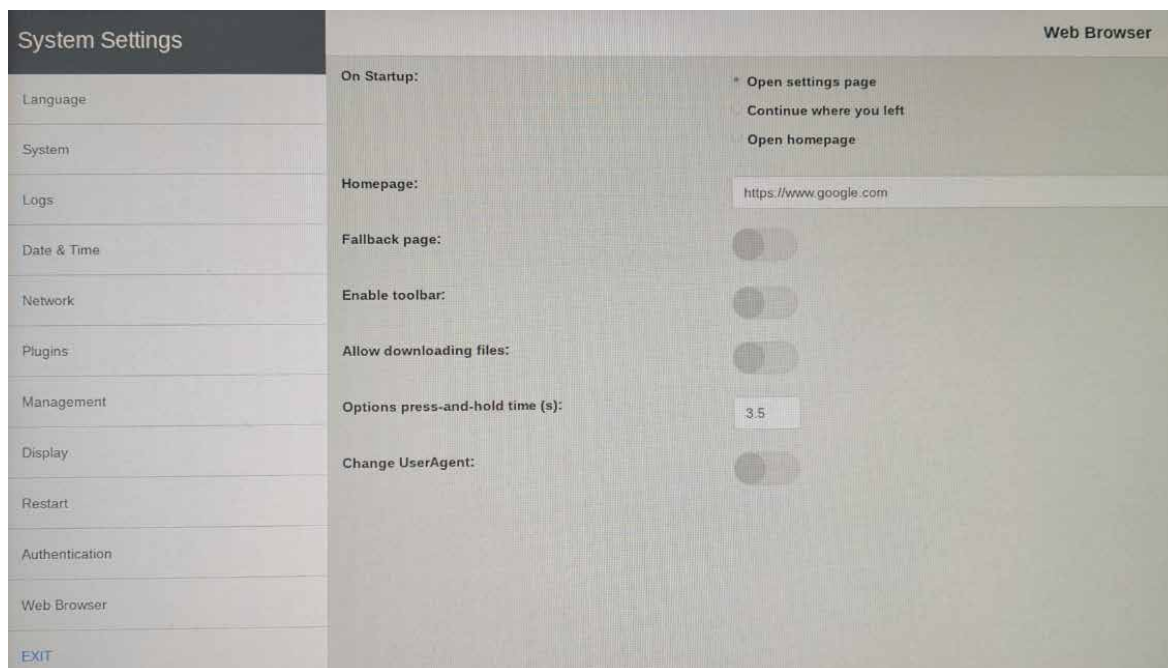 System Settings
Language
System
Logs
Date & Time
Network
Plugins
Management
Display
Restart
Authentication
Web Browser
EXIT
Web Browser
On Startup:
Open settings page
Continue where you left
Open homepage
Homepage:
https://www.google.com
Fallback page:
Enable toolbar:
Allow downloading files:
Options press-and-hold time (s):
3.5
Change UserAgent: